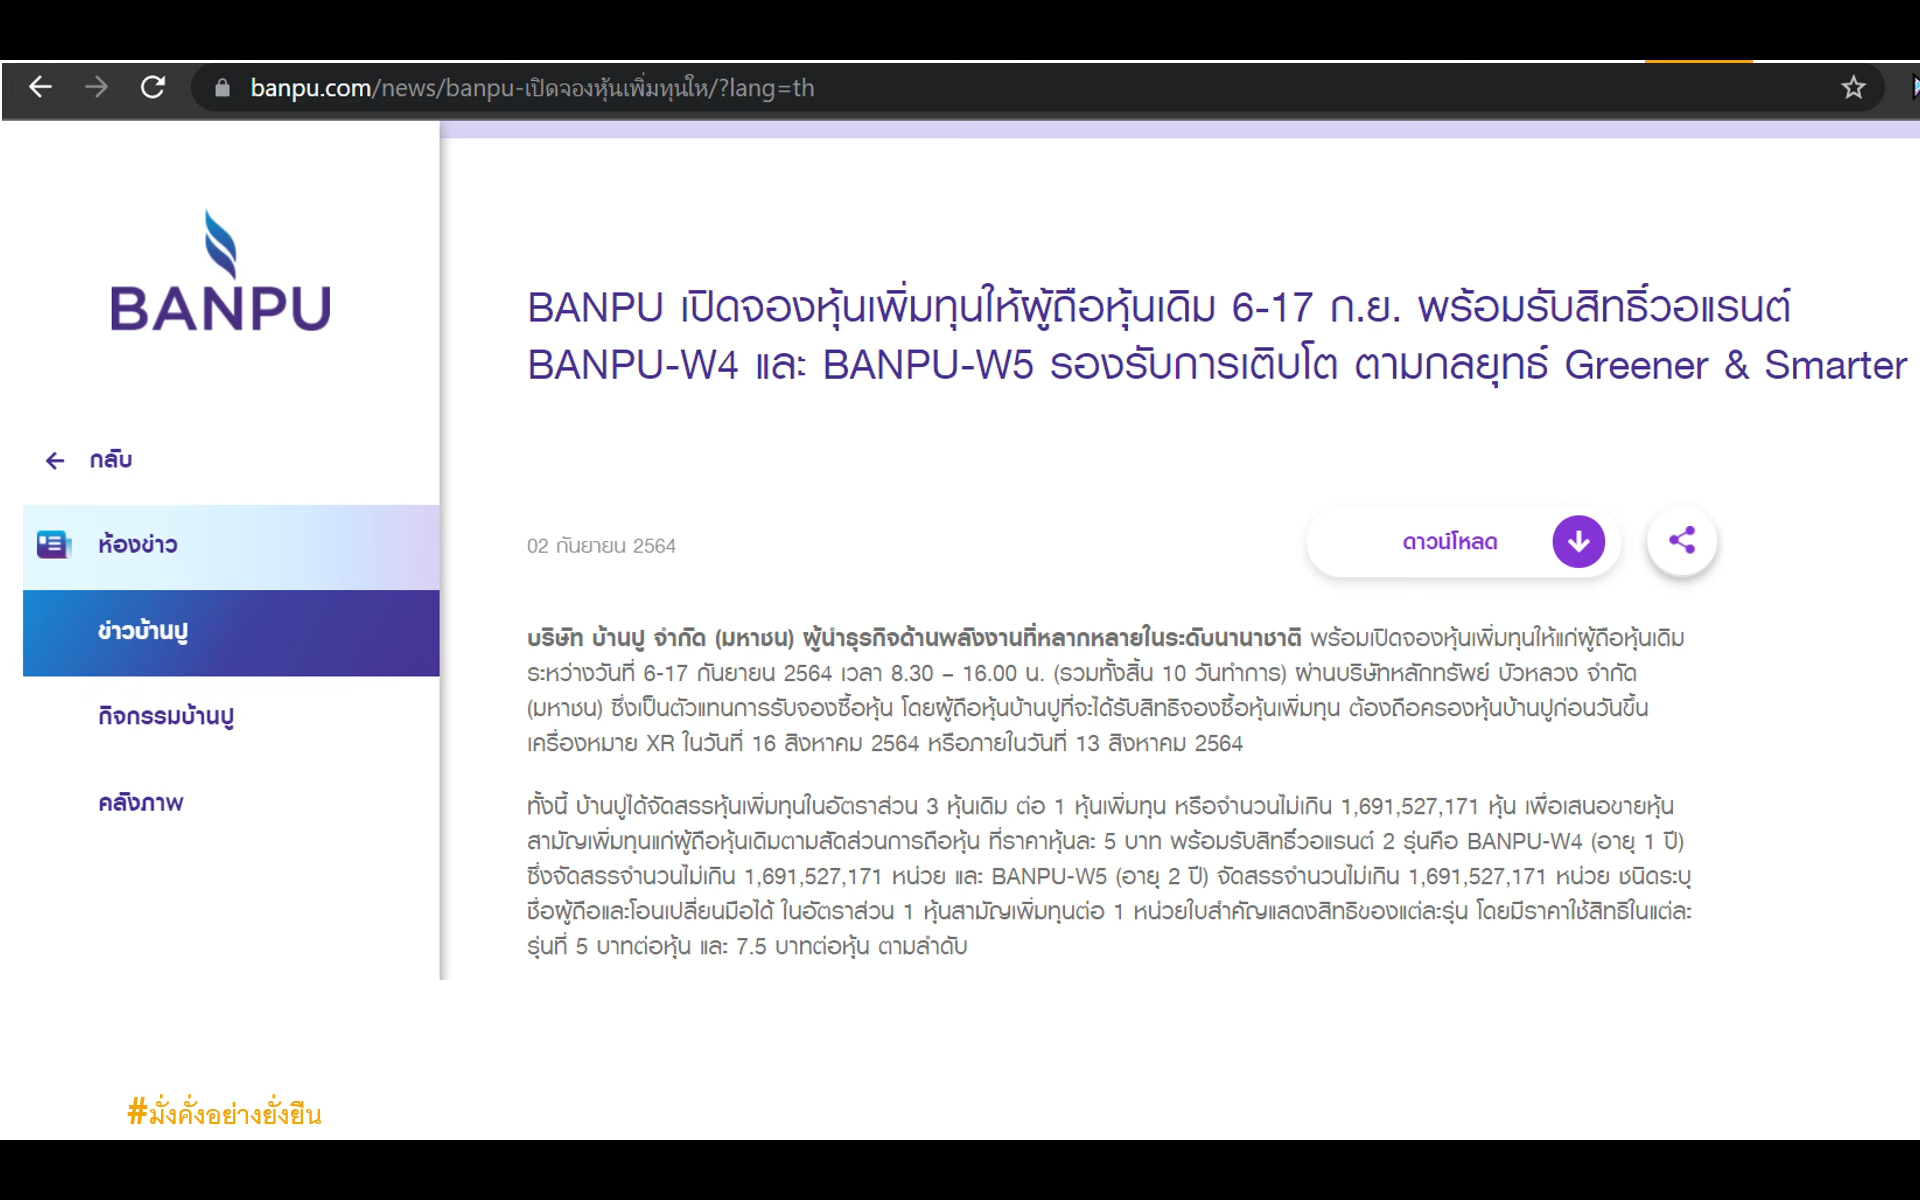 banpu.com/news/banpu-เปิดจองหุ้นเพิ่มทุนให/?lang=th
BANPU
กลับ
ห้องข่าว
ข่าวบ้านปู
กิจกรรมบ้านปู
คลังภาพ
BANPU เปิดจองหุ้นเพิ่มทุนให้ผู้ถือหุ้นเดิม 6-17 ก.ย. พร้อมรับสิทธิ์วอแรนต์
BANPU-W4 และ BANPU-W5 รองรับการเติบโต ตามกลยุทธ์ Greener & Smarter
02 กันยายน 2564
ดาวน์โหลด
บริษัท บ้านปู จำกัด (มหาชน) ผู้นำธุรกิจด้านพลังงานที่หลากหลายในระดับนานาชาติ พร้อมเปิดจองหุ้นเพิ่มทุนให้แก่ผู้ถือหุ้นเดิม
ระหว่างวันที่ 6-17 กันยายน 2564 เวลา 8.30 – 16.00 น. (รวมทั้งสิ้น 10 วันทำการ) ผ่านบริษัทหลักทรัพย์ บัวหลวง จำกัด
(มหาชน) ซึ่งเป็นตัวแทนการรับจองซื้อหุ้น โดยผู้ถือหุ้นบ้านปูที่จะได้รับสิทธิจองซื้อหุ้นเพิ่มทุน ต้องถือครองหุ้นบ้านปูก่อนวันขึ้น
เครื่องหมาย XR ในวันที่ 16 สิงหาคม 2564 หรือภายในวันที่ 13 สิงหาคม 2564
ทั้งนี้ บ้านปูได้จัดสรรหุ้นเพิ่มทุนในอัตราส่วน 3 หุ้นเดิม ต่อ 1 หุ้นเพิ่มทุน หรือจำนวนไม่เกิน 1,691,527,171 หุ้น เพื่อเสนอขายหุ้น
สามัญเพิ่มทุนแก่ผู้ถือหุ้นเดิมตามสัดส่วนการถือหุ้น ที่ราคาหุ้นละ 5 บาท พร้อมรับสิทธิ์วอแรนต์ 2 รุ่นคือ BANPU-W4 (อายุ 1 ปี)
ซึ่งจัดสรรจำนวนไม่เกิน 1,691,527,171 หน่วย และ BANPU-W5 (อายุ 2 ปี) จัดสรรจำนวนไม่เกิน 1,691,527,171 หน่วย ชนิดระบุ
ชื่อผู้ถือและโอนเปลี่ยนมือได้ ในอัตราส่วน 1 หุ้นสามัญเพิ่มทุนต่อ 1 หน่วยใบสำคัญแสดงสิทธิของแต่ละรุ่น โดยมีราคาใช้สิทธิในแต่ละ
รุ่นที่ 5 บาทต่อหุ้น และ 7.5 บาทต่อหุ้น ตามลำดับ
#มั่งคั่งอย่างยั่งยืน